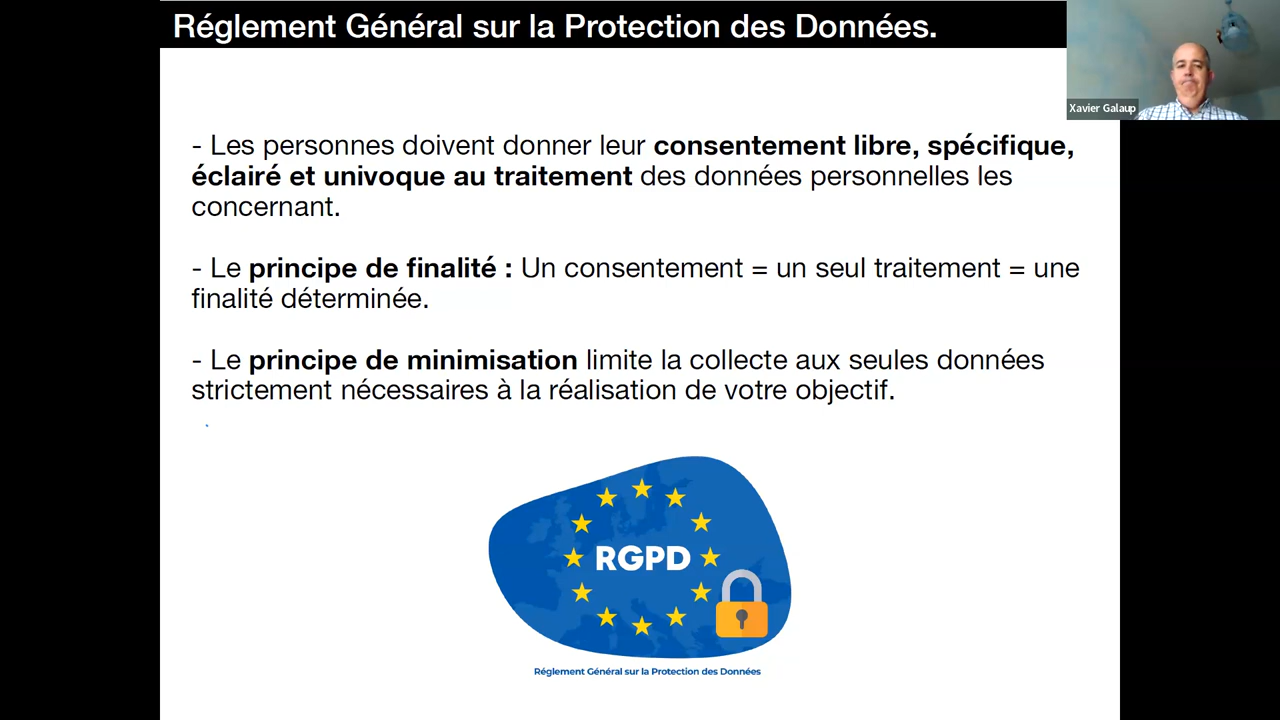 Réglement Général sur la Protection des Données.
Xavier Galaup
- Les personnes doivent donner leur consentement libre, spécifique,
éclairé et univoque au traitement des données personnelles les
concernant.
- Le principe de finalité : Un consentement = un seul traitement = une
finalité déterminée.
- Le principe de minimisation limite la collecte aux seules données
strictement nécessaires à la réalisation de votre objectif.
RGPD
Réglement Général sur la Protection des Données